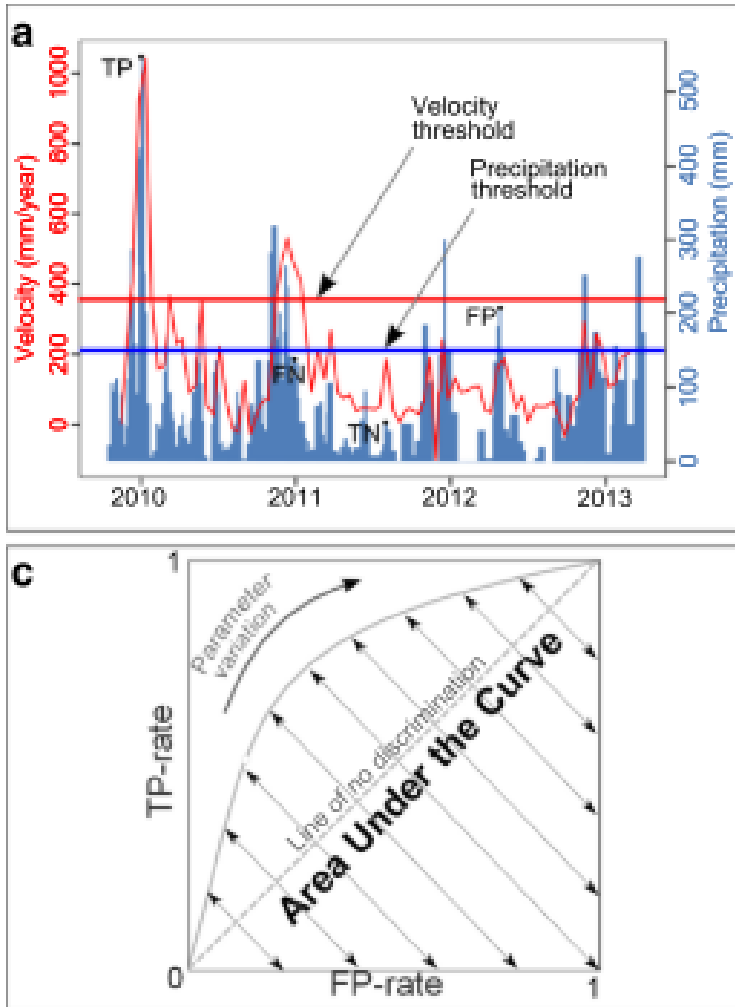 a
TP
Velocity
threshold
Precipitation
threshold
FP
FN
TN
Velocity (mm/year)
0
200
400
600
800
1000
Precipitation (mm)
0
100
200
300
400
500
2010
2011
2012
2013
c
1
Parameter
variation
TP-rate
Line of no discrimination
Area Under the Curve
0
FP-rate
1